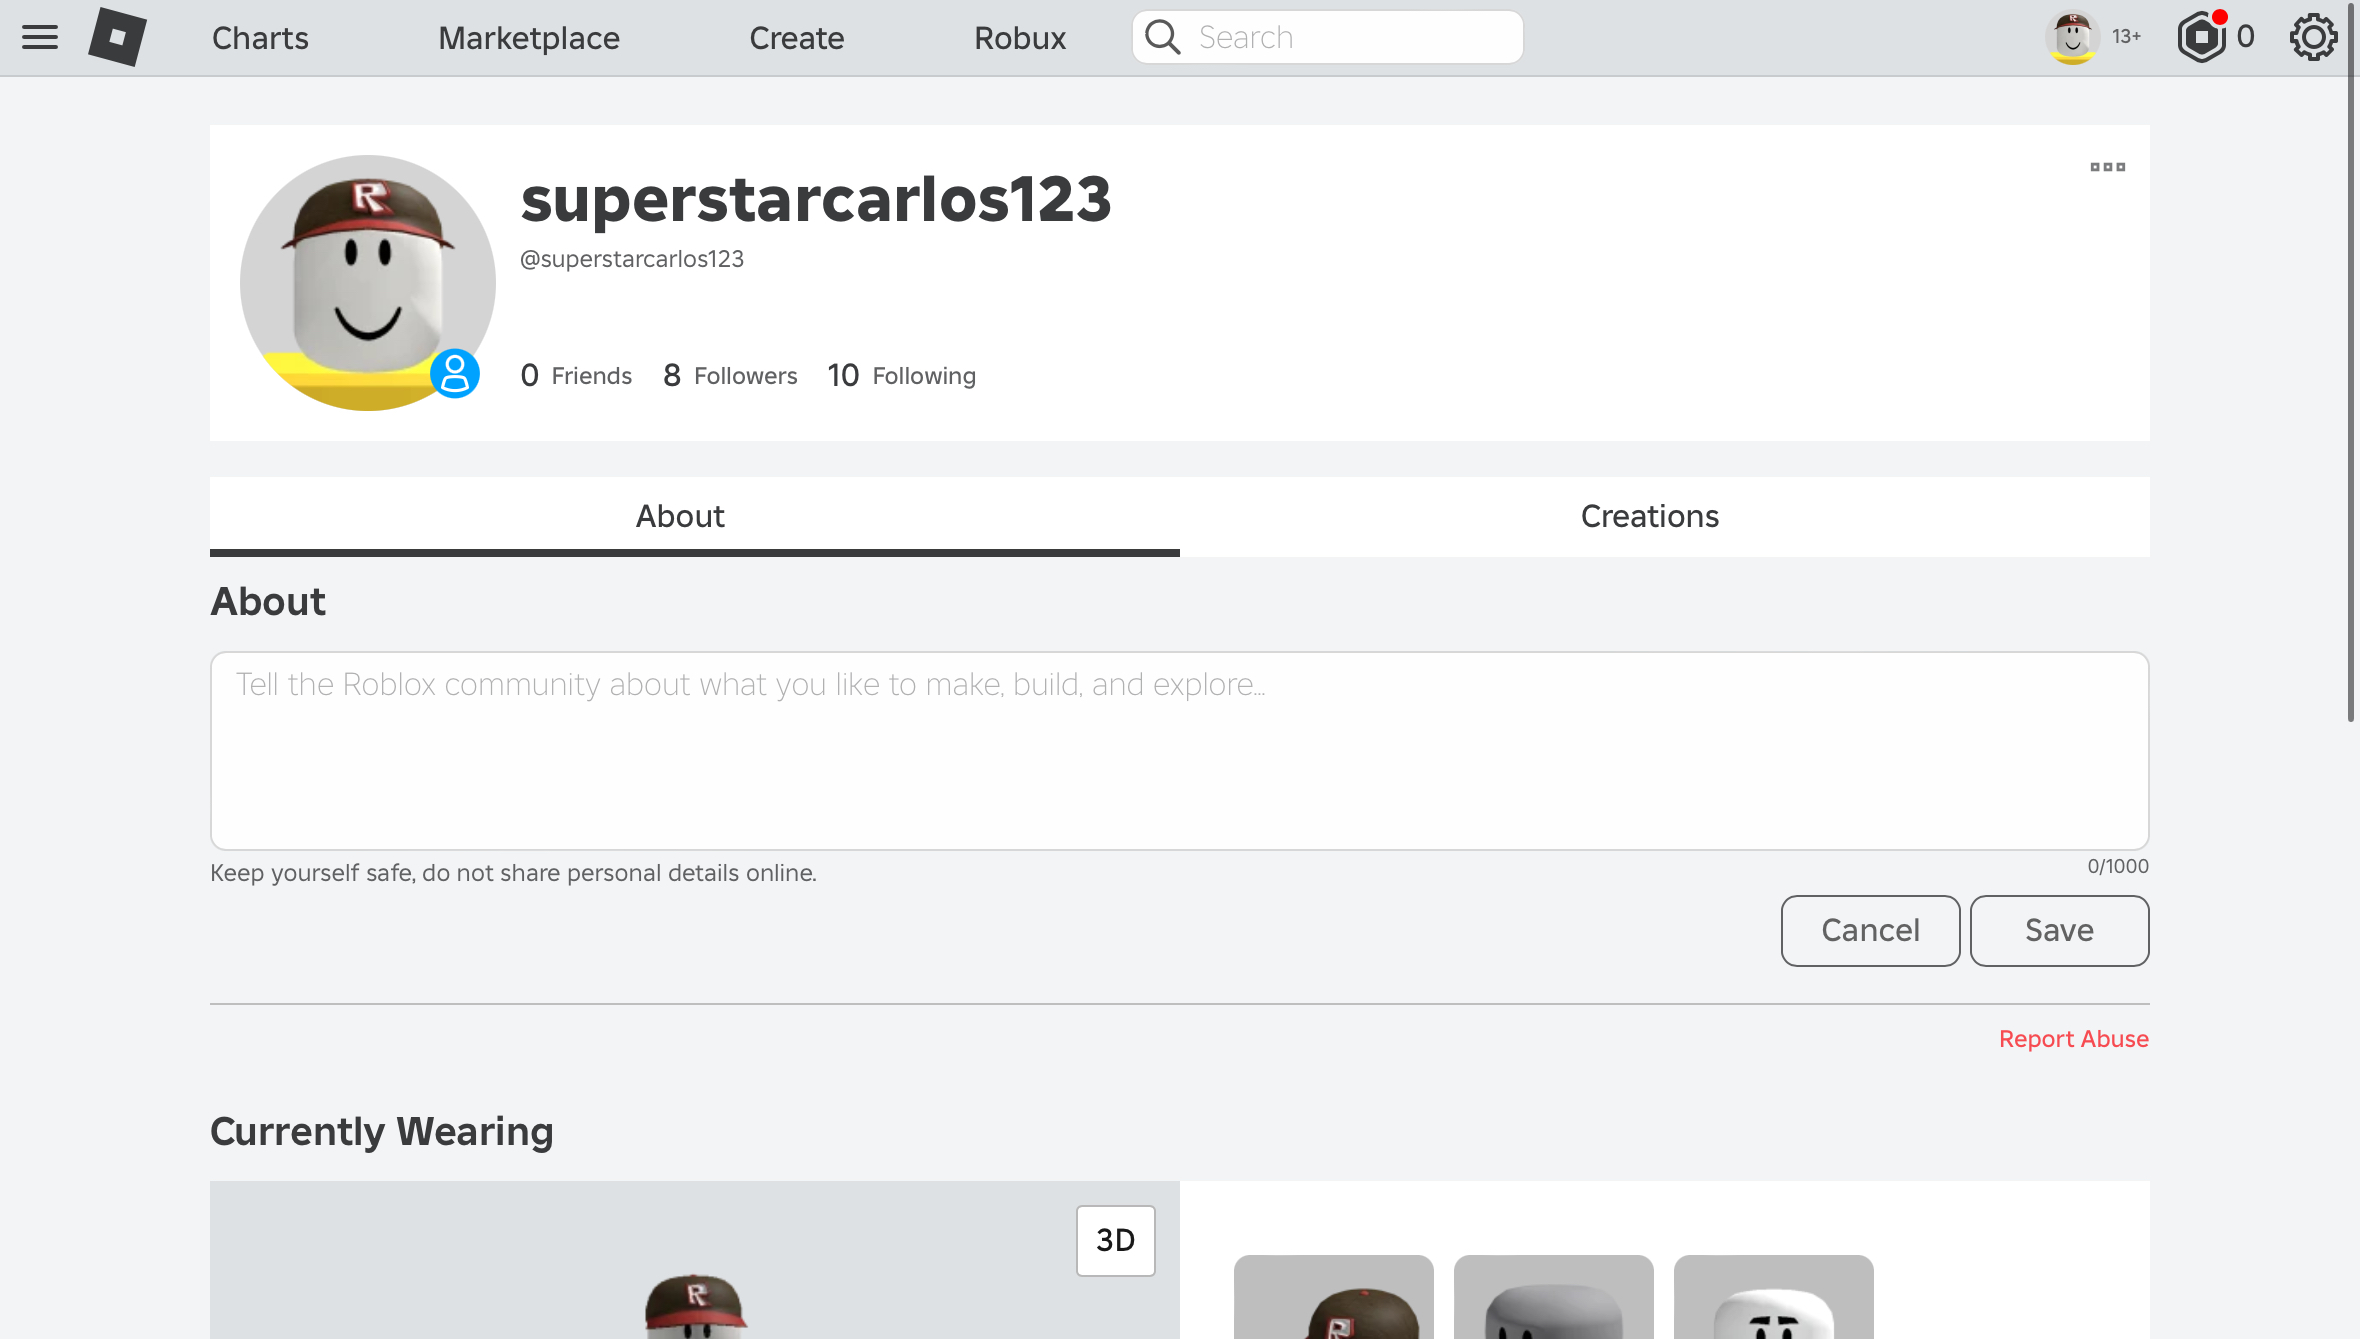 Charts Marketplace Create Robux Search 13+ 0
superstarcarlos123
@superstarcarlos123
0 Friends 8 Followers 10 Following
About Creations
About
Tell the Roblox community about what you like to make, build, and explore...
Keep yourself safe, do not share personal details online. 0/1000
Cancel Save
Report Abuse
Currently Wearing
3D